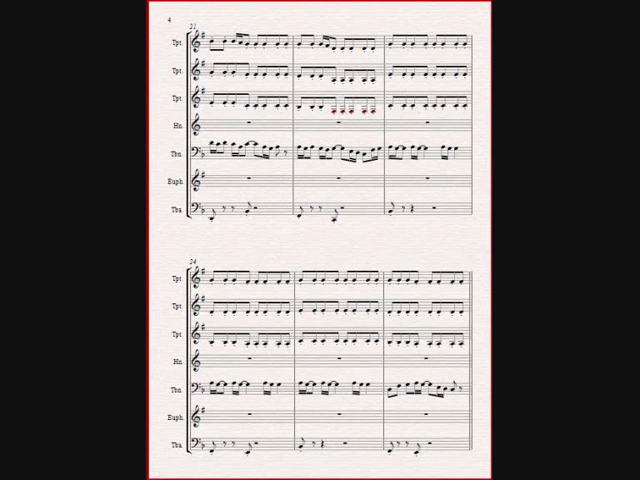 4
21
Tpt.
Tpt.
Tpt.
Hn.
Tbn.
Euph.
Tba.
24
Tpt.
Tpt.
Tpt.
Hn.
Tbn.
Euph.
Tba.